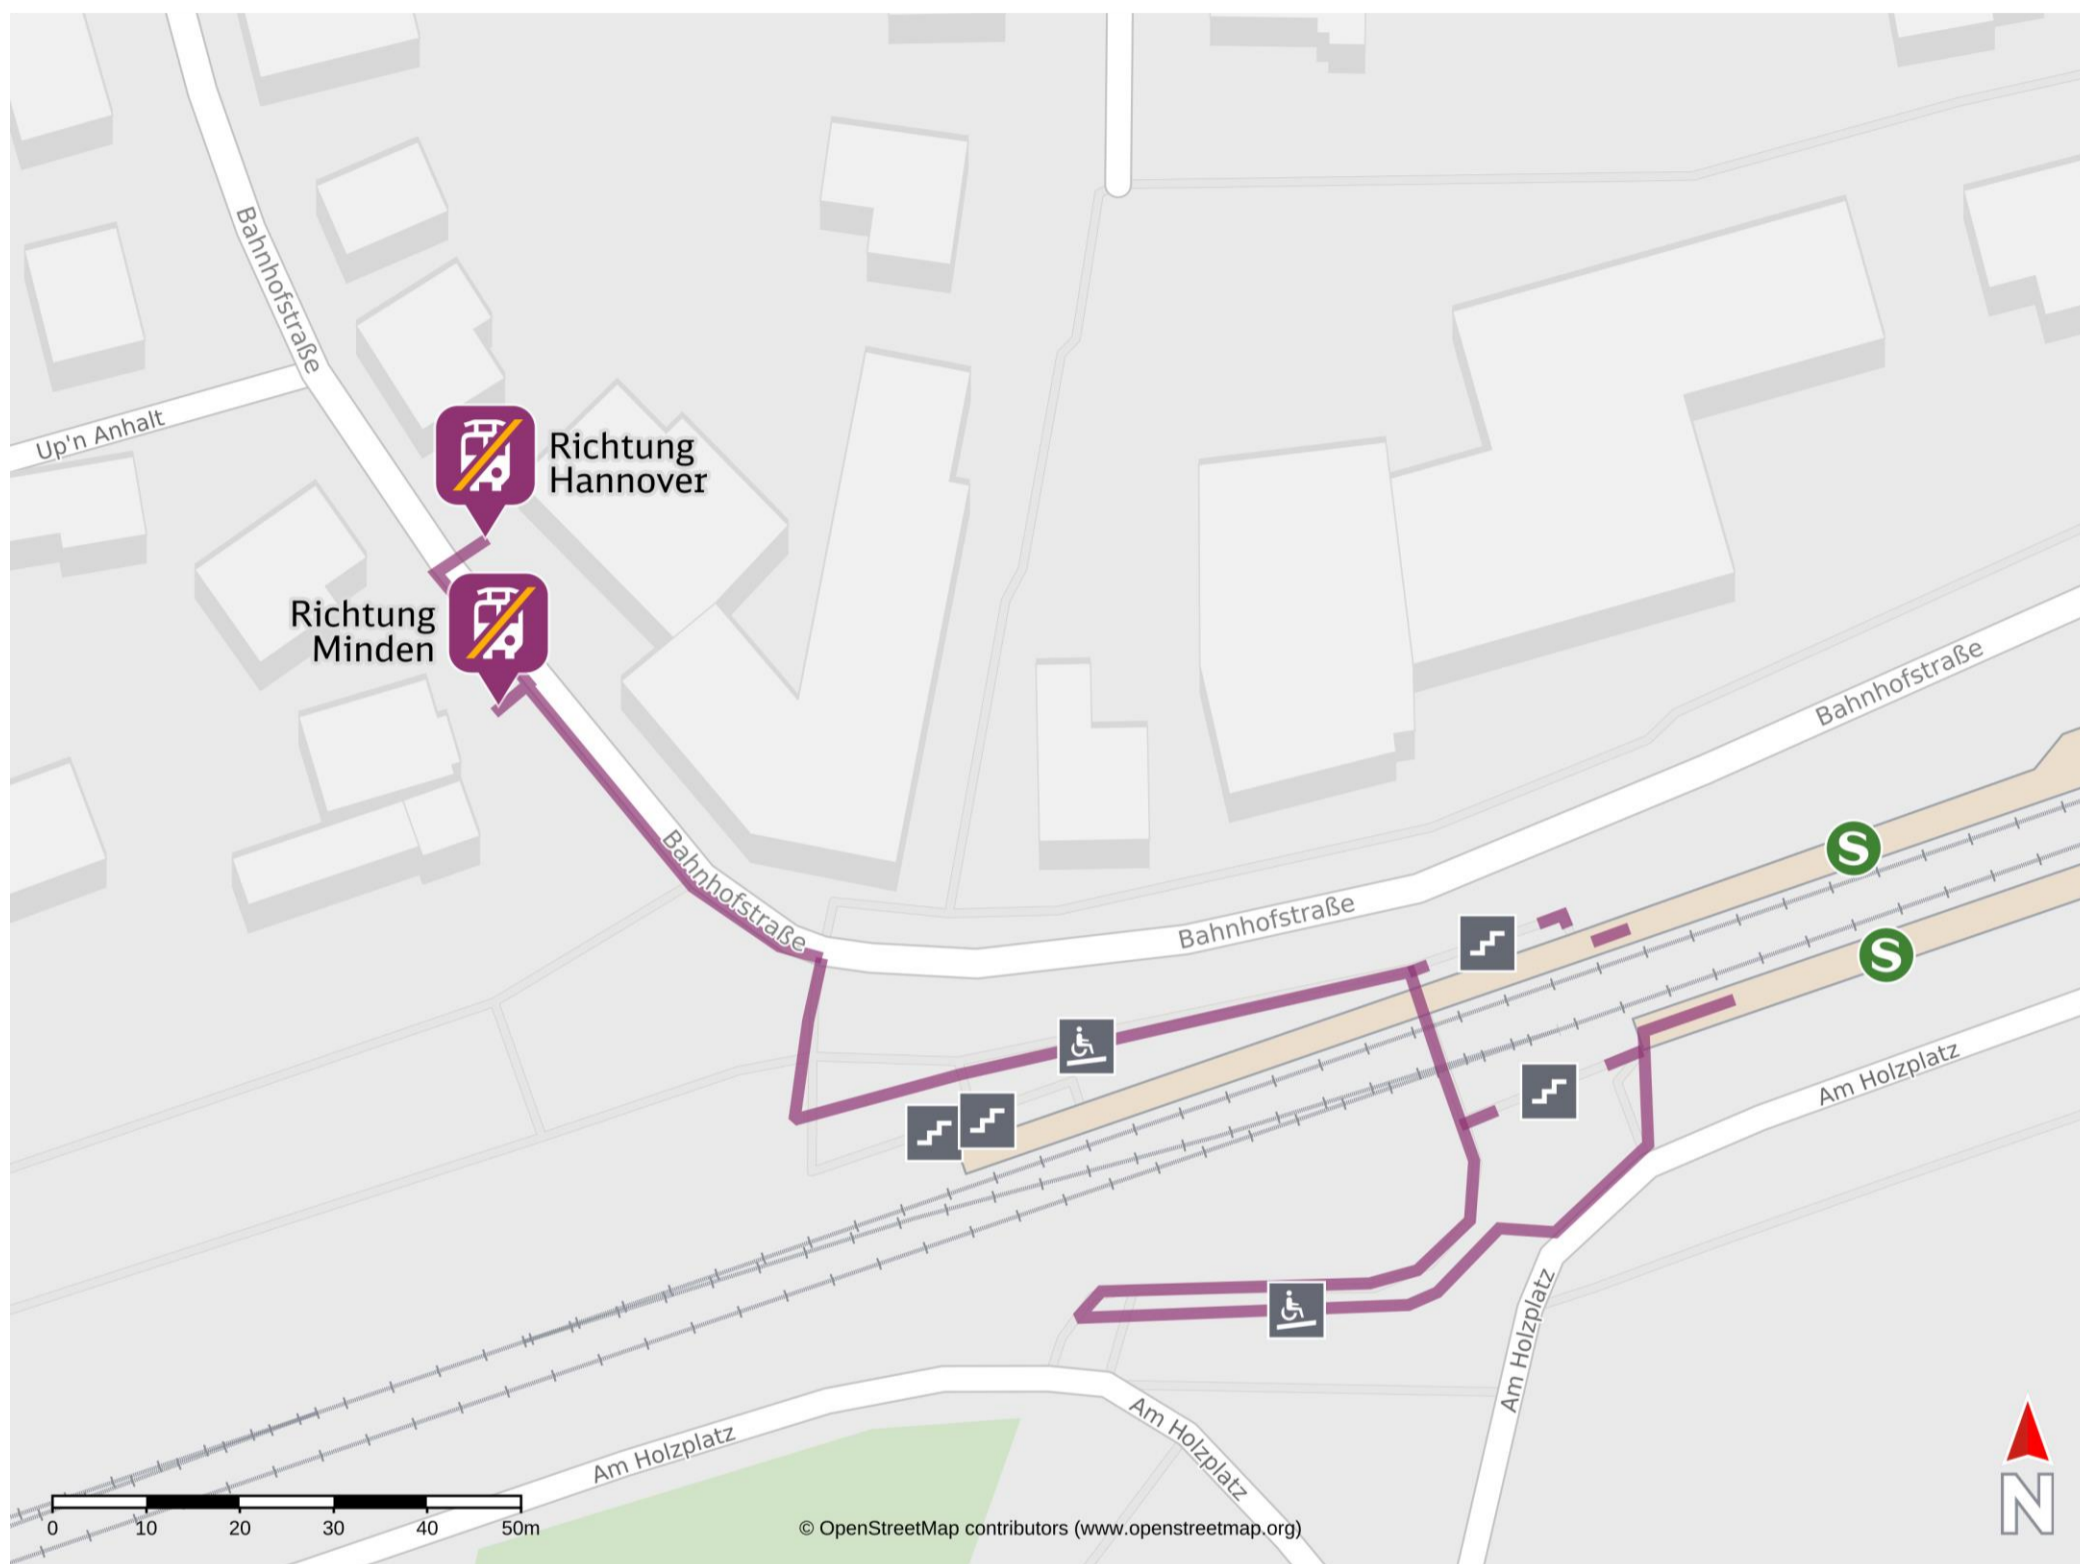 Bahnhofstraße
Up'n Anhalt
Richtung
Hannover
Richtung
Minden
Bahnhofstraße
Bahnhofstraße
Bahnhofstraße
S
S
Am Holzplatz
Am Holzplatz
Am Holzplatz
Am Holzplatz
0 10 20 30 40 50m
© OpenStreetMap contributors (www.openstreetmap.org)
N